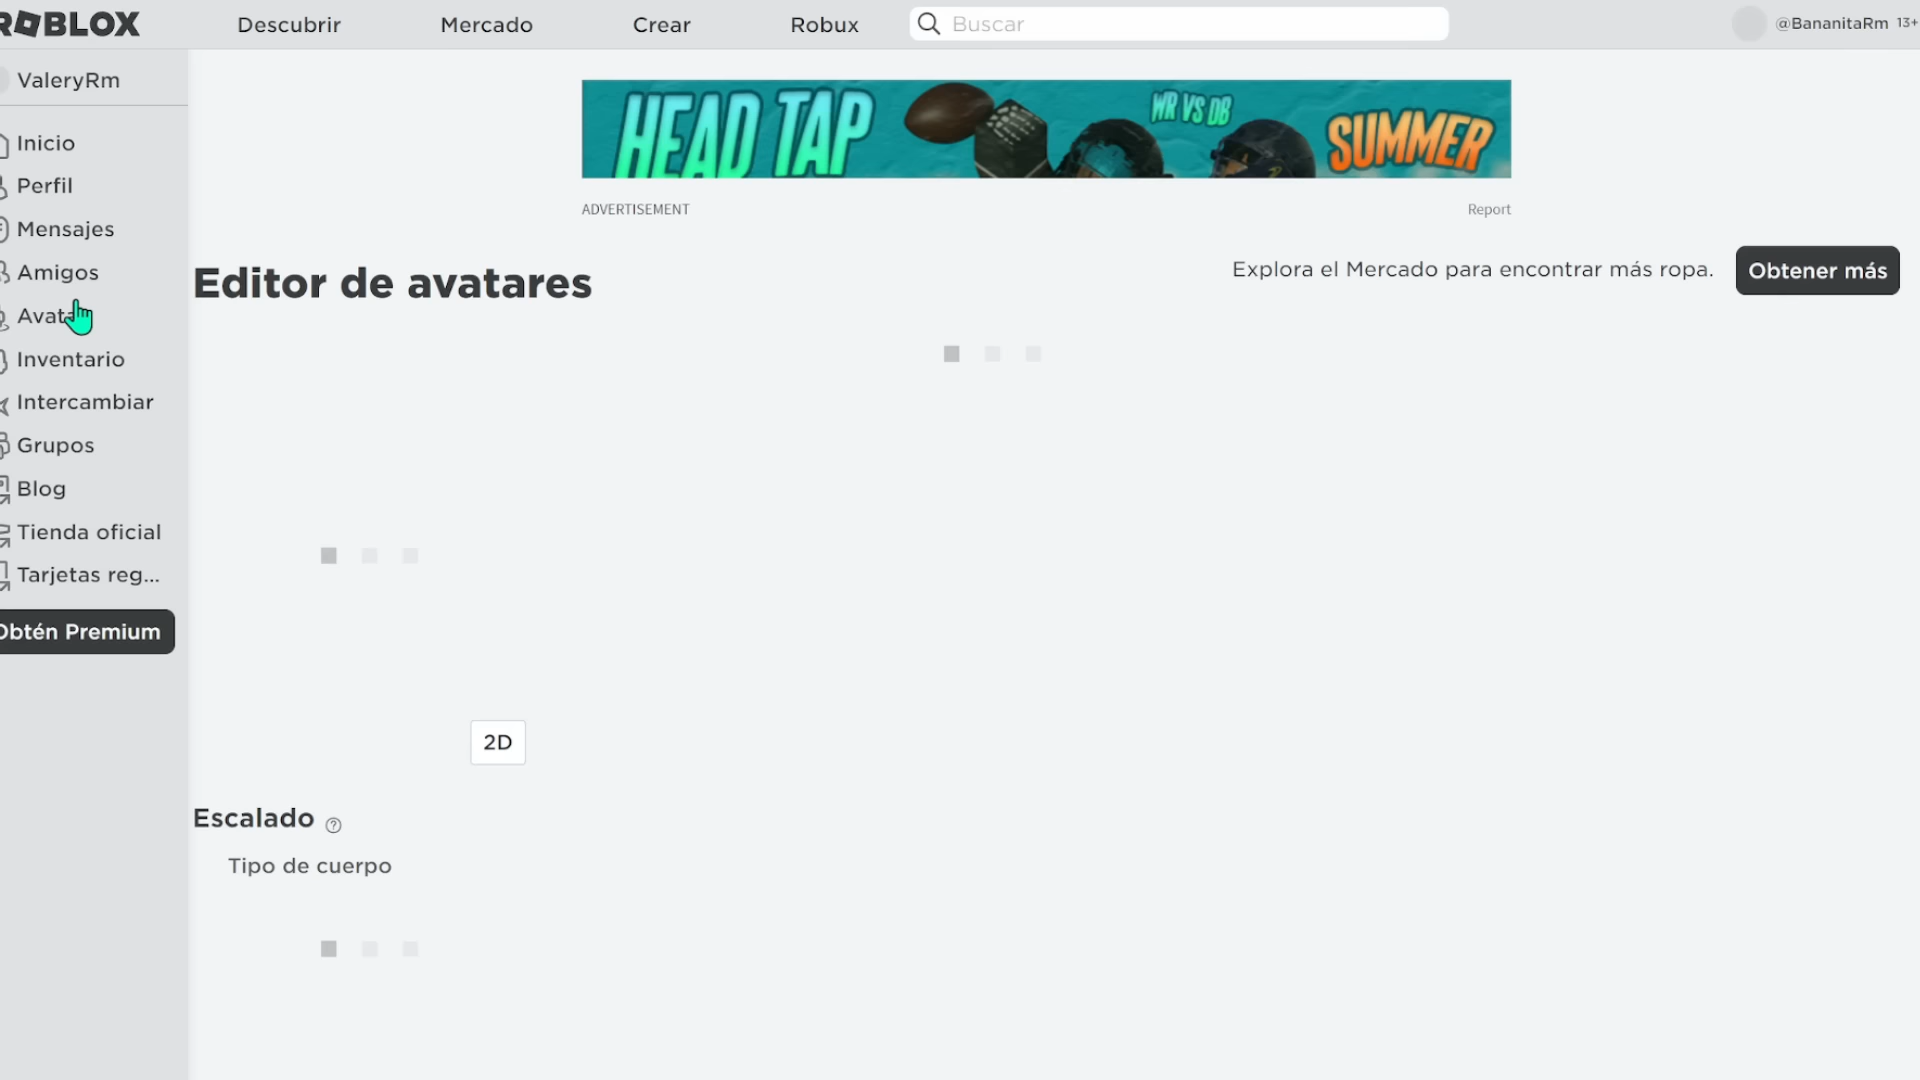 ROBLOX
Descubrir
Mercado
Crear
Robux
Buscar
@BananitaRm 13+
ValeryRm
Inicio
Perfil
Mensajes
Amigos
Inventario
Intercambiar
Grupos
Blog
Tienda oficial
Tarjetas reg...
Obtén Premium
HEAD TAP
WR VS DB
SUMMER
ADVERTISEMENT
Report
Editor de avatares
Explora el Mercado para encontrar más ropa.
Obtener más
2D
Escalado ?
Tipo de cuerpo